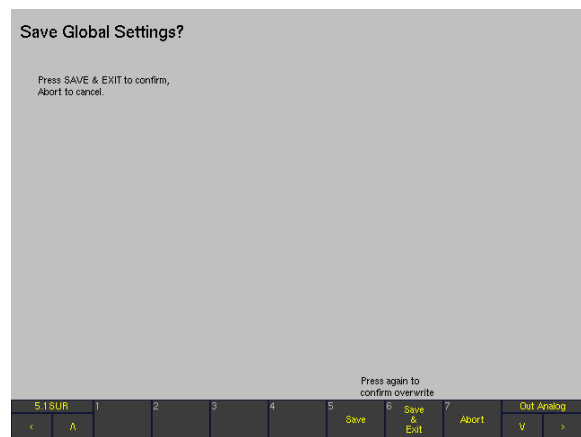 Save Global Settings?
Press SAVE & EXIT to confirm,
Abort to cancel.
Press again to
confirm overwrite
5.1SUR
1
2
3
4
5
6
7
Out Analog
<
Λ
Save
Save
&
Exit
Abort
V
>